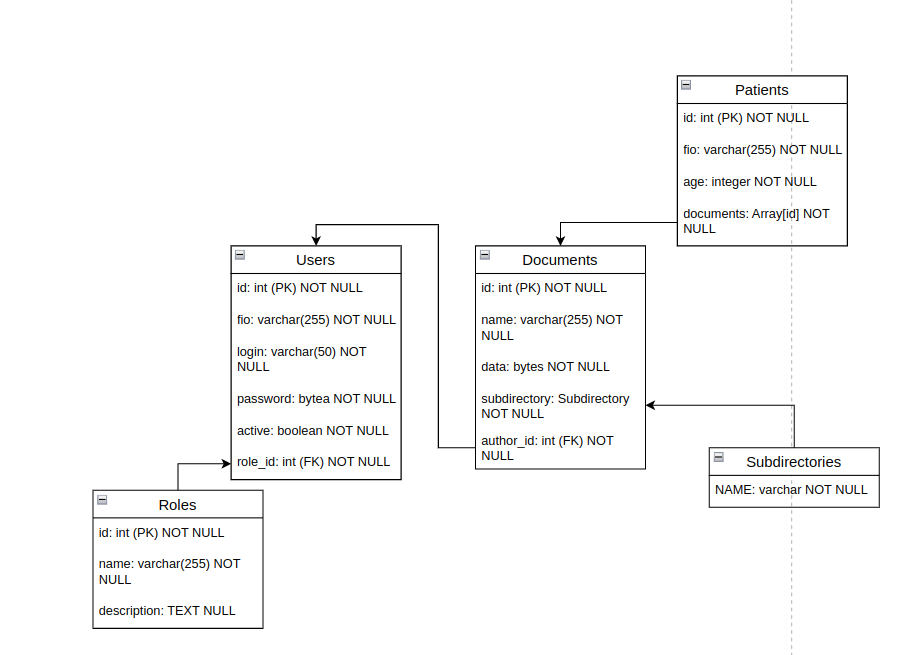 Patients
id: int (PK) NOT NULL
fio: varchar(255) NOT NULL
age: integer NOT NULL
documents: Array[id] NOT
NULL
Users
id: int (PK) NOT NULL
fio: varchar(255) NOT NULL
login: varchar(50) NOT
NULL
password: bytea NOT NULL
active: boolean NOT NULL
role_id: int (FK) NOT NULL
Documents
id: int (PK) NOT NULL
name: varchar(255) NOT
NULL
data: bytes NOT NULL
subdirectory: Subdirectory
NOT NULL
author_id: int (FK) NOT
NULL
Subdirectories
NAME: varchar NOT NULL
Roles
id: int (PK) NOT NULL
name: varchar(255) NOT
NULL
description: TEXT NULL